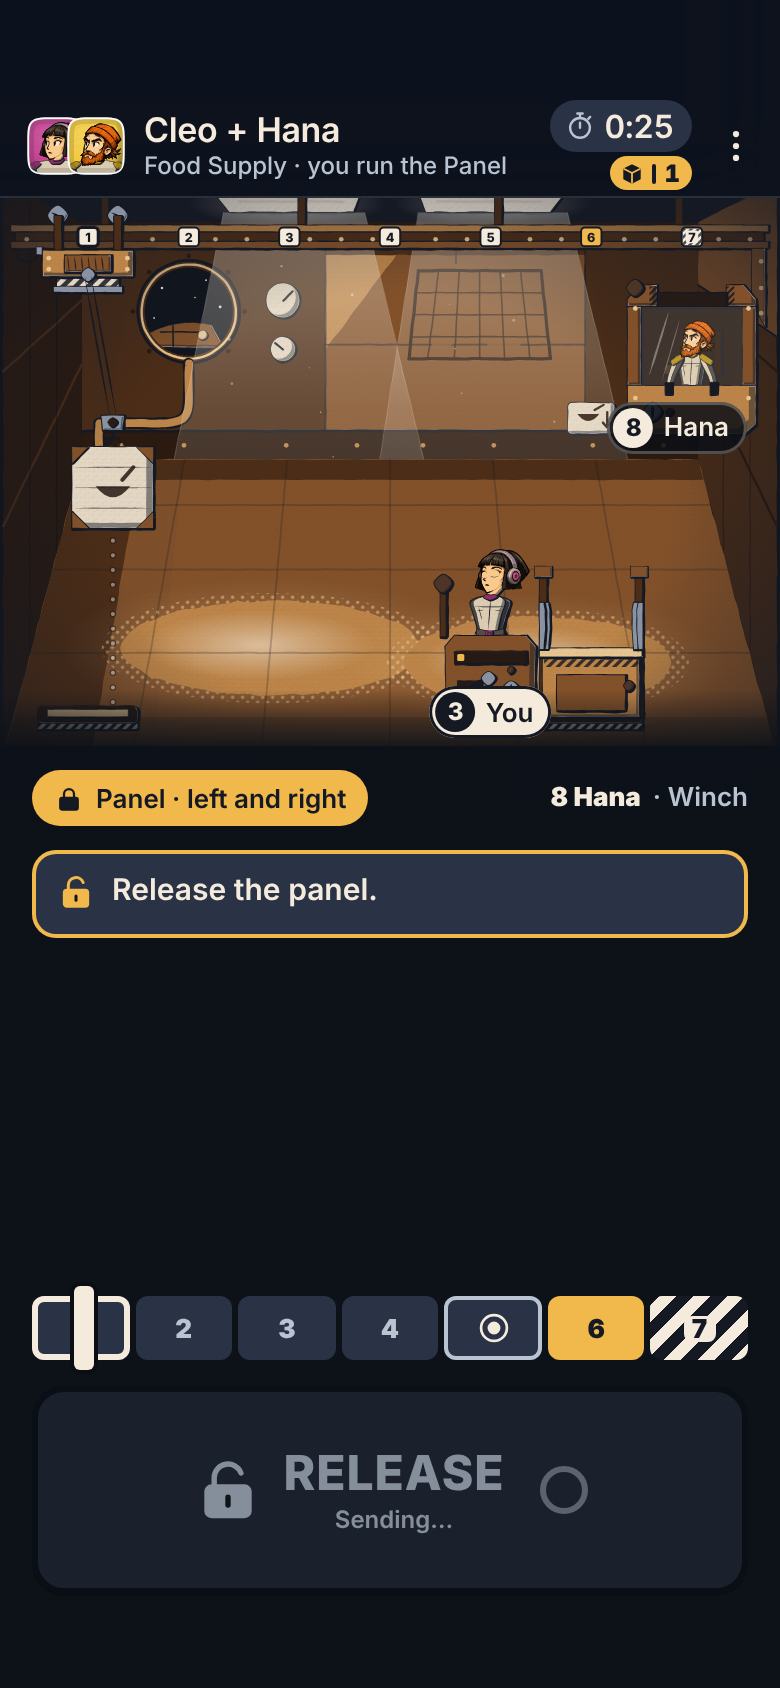 Cleo + Hana
Food Supply · you run the Panel
0:25
1
1 2 3 4 5 6 7
8 Hana
3 You
Panel · left and right
8 Hana · Winch
Release the panel.
2 3 4 6 7
RELEASE
Sending...